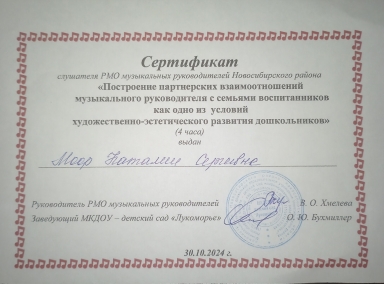 Сертификат
слушателя РМО музыкальных руководителей Новосибирского района
«Построение партнерских взаимоотношений
музыкального руководителя с семьями воспитанников
как одно из условий
художественно-эстетического развития дошкольников»
(4 часа)
выдан
Моор Наталии Сергеевне
Руководитель РМО музыкальных руководителей В. О. Хмелева
Заведующий МКДОУ – детский сад «Лукоморье» О. Ю. Бухмиллер
30.10.2024 г.